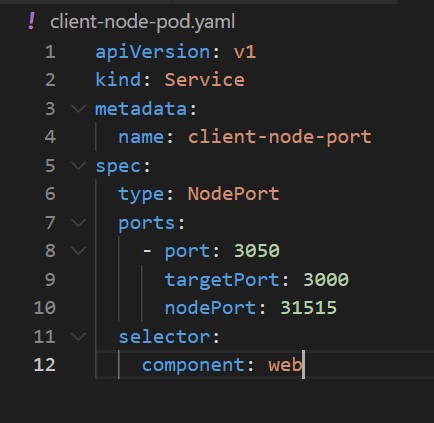 ! client-node-pod.yaml
1 apiVersion: v1
2 kind: Service
3 metadata:
4   name: client-node-port
5 spec:
6   type: NodePort
7   ports:
8     - port: 3050
9       targetPort: 3000
10       nodePort: 31515
11   selector:
12     component: web